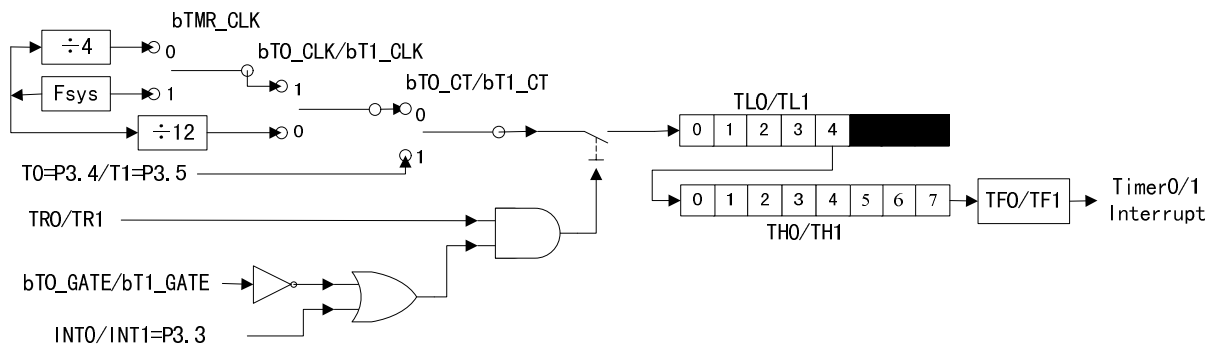 bTMR_CLK
÷4
0
bT0_CLK/bT1_CLK
Fsys
1
1
bT0_CT/bT1_CT
0
÷12
0
1
T0=P3.4/T1=P3.5
TL0/TL1
0 1 2 3 4
0 1 2 3 4 5 6 7
TH0/TH1
TF0/TF1
Timer0/1
Interrupt
TR0/TR1
bT0_GATE/bT1_GATE
INT0/INT1=P3.3